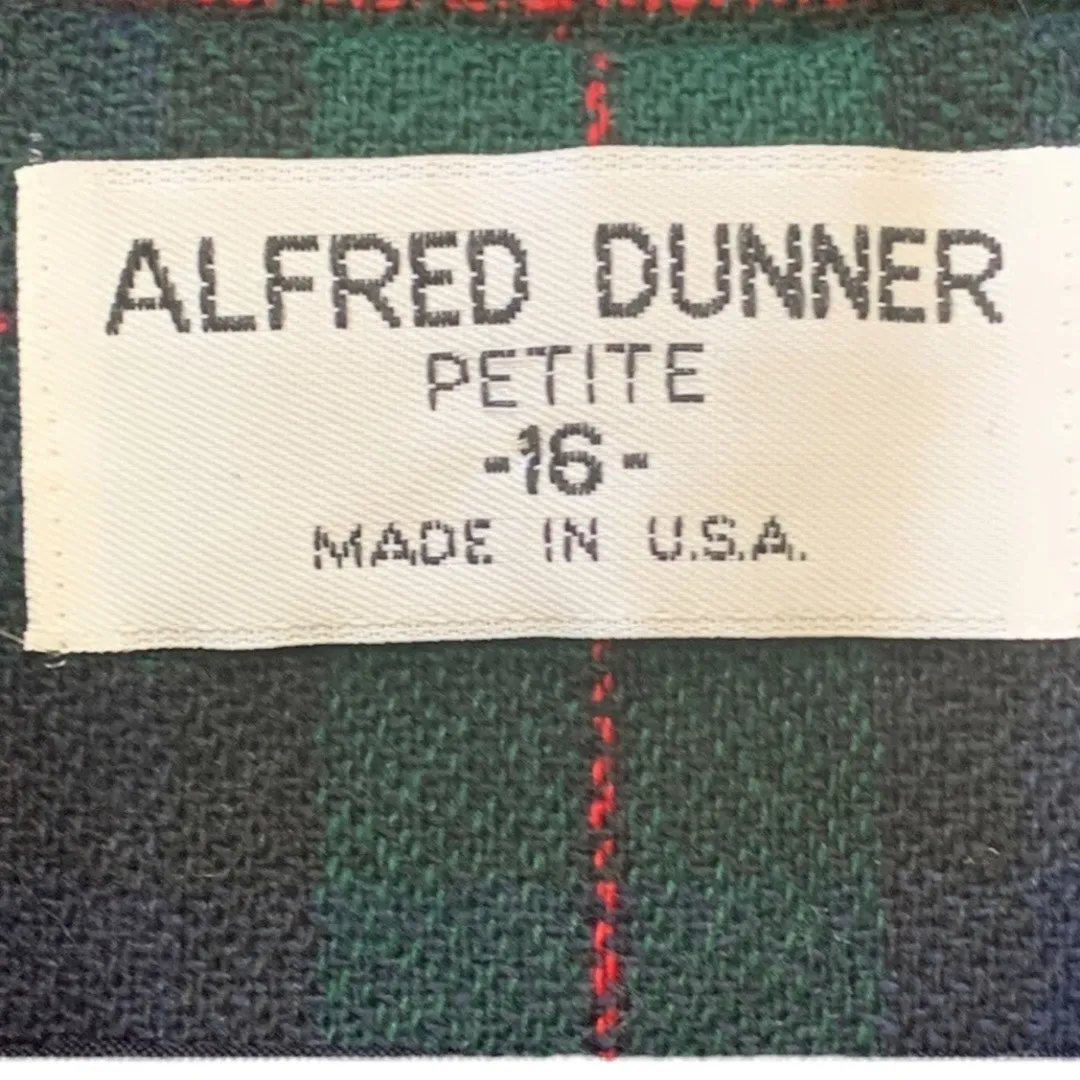 ALFRED DUNNER
PETITE
-16-
MADE IN U.S.A.